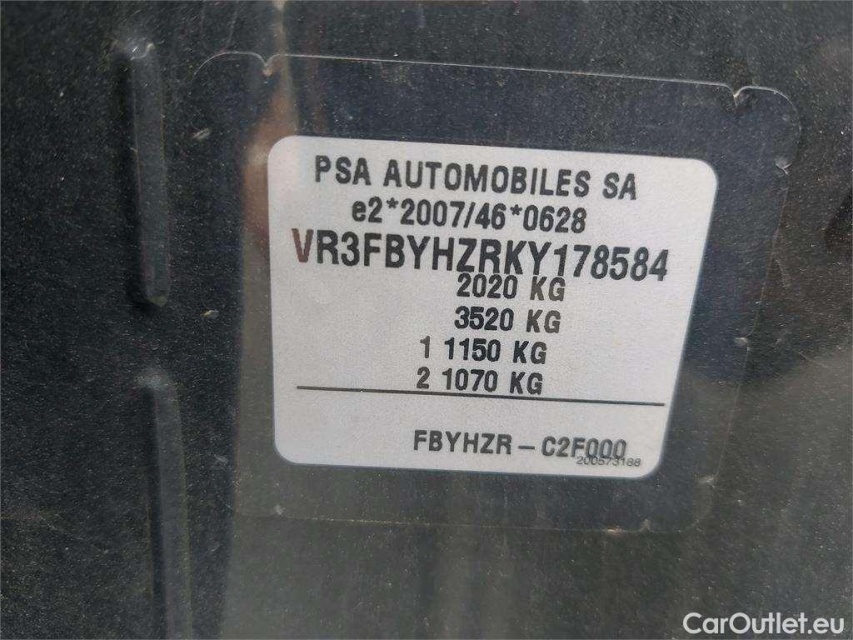 PSA AUTOMOBILES SA
e2*2007/46*0628
VR3FBYHZRKY178584
2020 KG
3520 KG
1 1150 KG
2 1070 KG
FBYHZR - C2F000
200573188
CarOutlet.eu